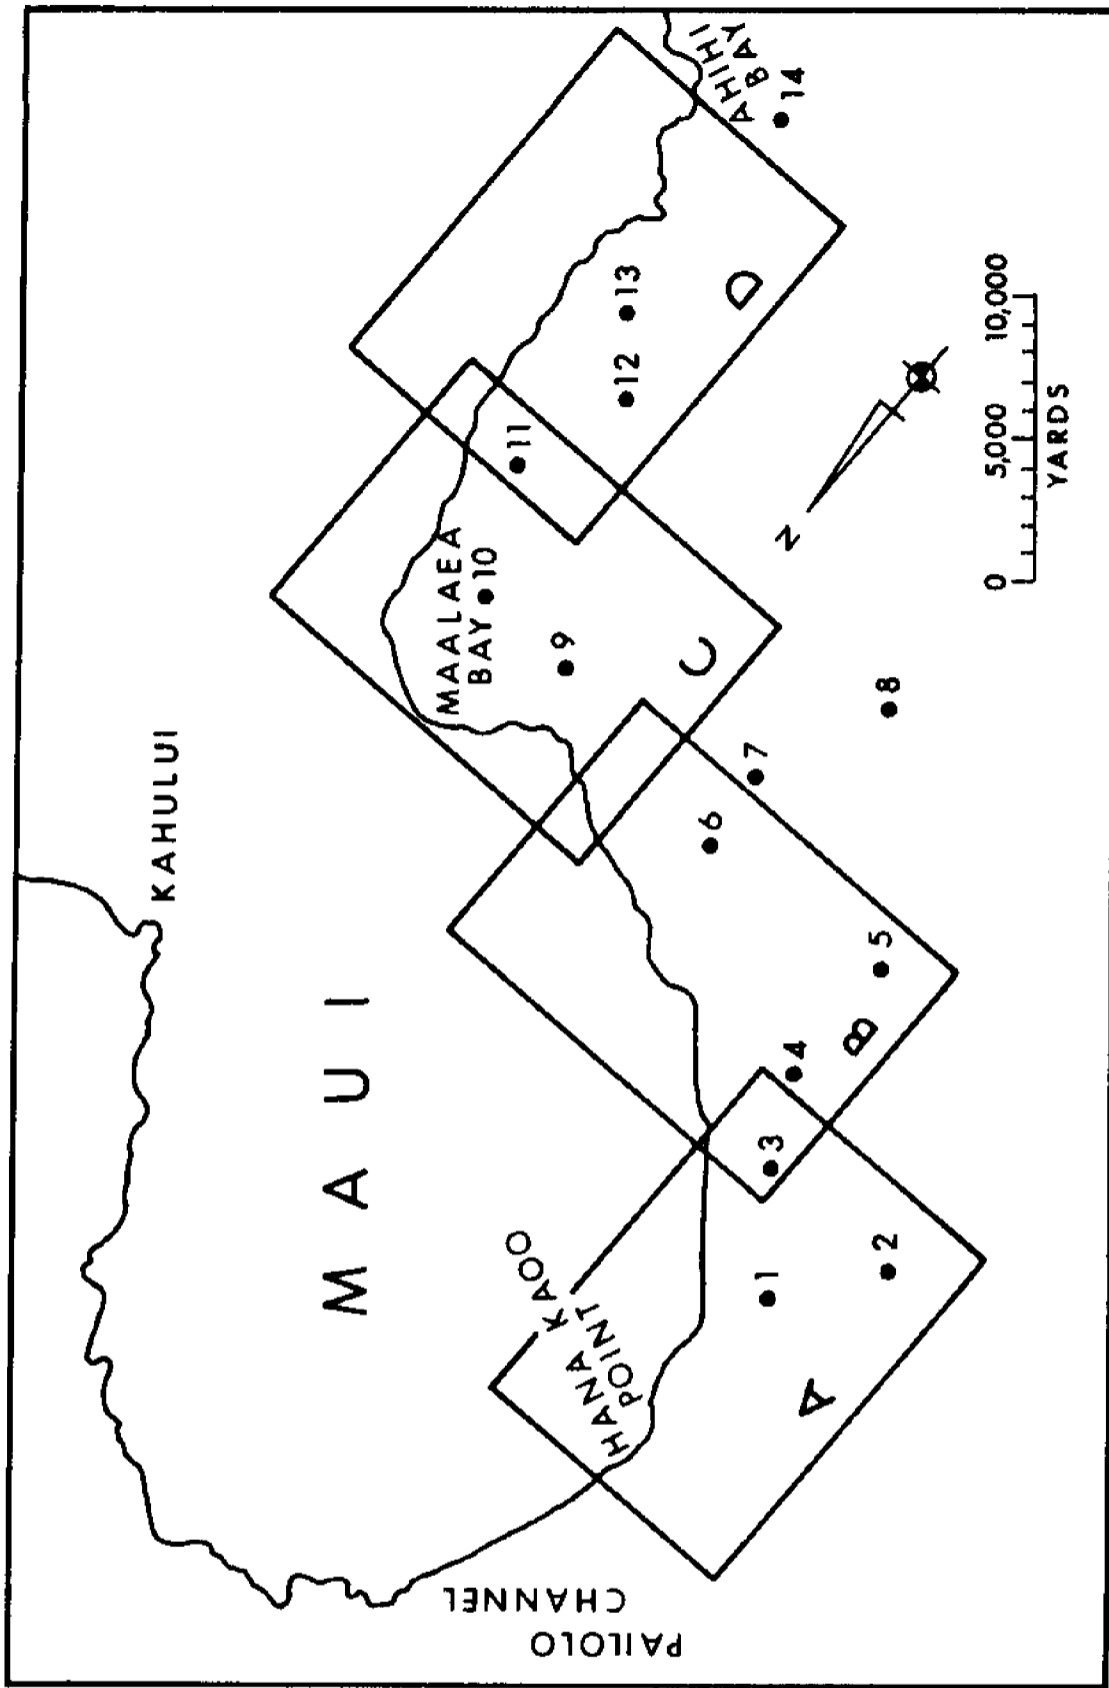 KAHULUI
MAUI
PAILOLO
CHANNEL
HANA KAOO
POINT
MAALAEA
BAY
AHIHI
BAY
A
B
C
D
1
2
3
4
5
6
7
8
9
10
11
12
13
14
N
0 5,000 10,000
YARDS